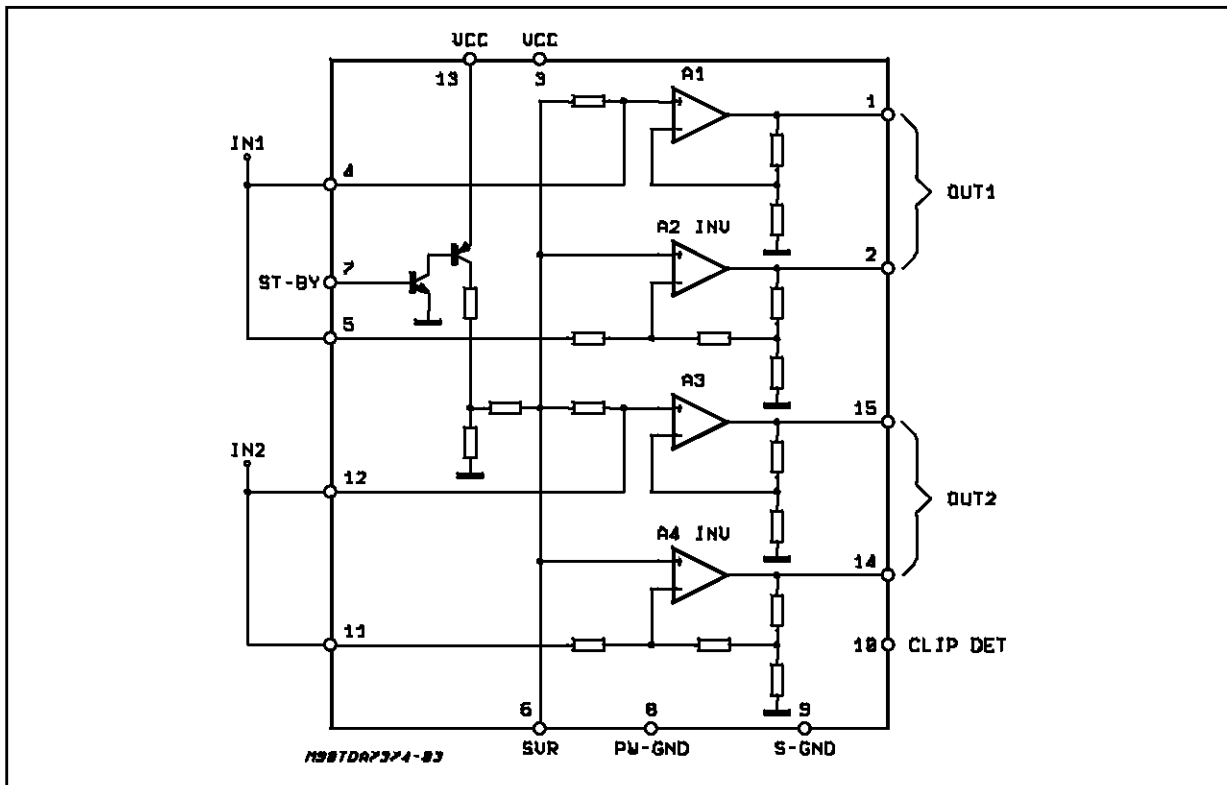 VCC VCC
13 3
A1
1
IN1
4
OUT1
A2 INV
2
7
ST-BY
5
A3
15
IN2
12
OUT2
A4 INV
14
11
10 CLIP DET
6 8 9
SVR PW-GND S-GND
M90TDA7374-03